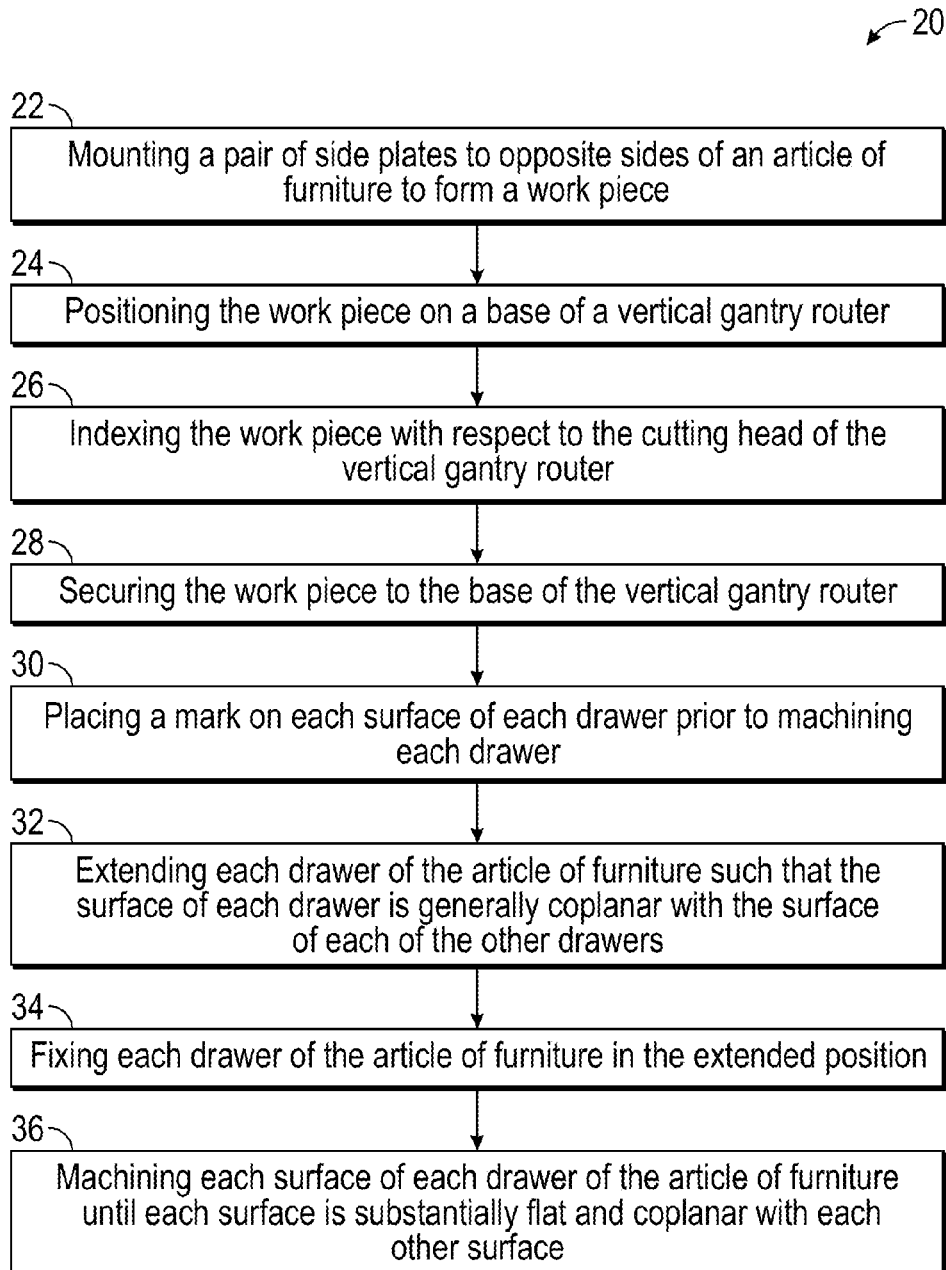 20
22
Mounting a pair of side plates to opposite sides of an article of
furniture to form a work piece
24
Positioning the work piece on a base of a vertical gantry router
26
Indexing the work piece with respect to the cutting head of the
vertical gantry router
28
Securing the work piece to the base of the vertical gantry router
30
Placing a mark on each surface of each drawer prior to machining
each drawer
32
Extending each drawer of the article of furniture such that the
surface of each drawer is generally coplanar with the surface
of each of the other drawers
34
Fixing each drawer of the article of furniture in the extended position
36
Machining each surface of each drawer of the article of furniture
until each surface is substantially flat and coplanar with each
other surface